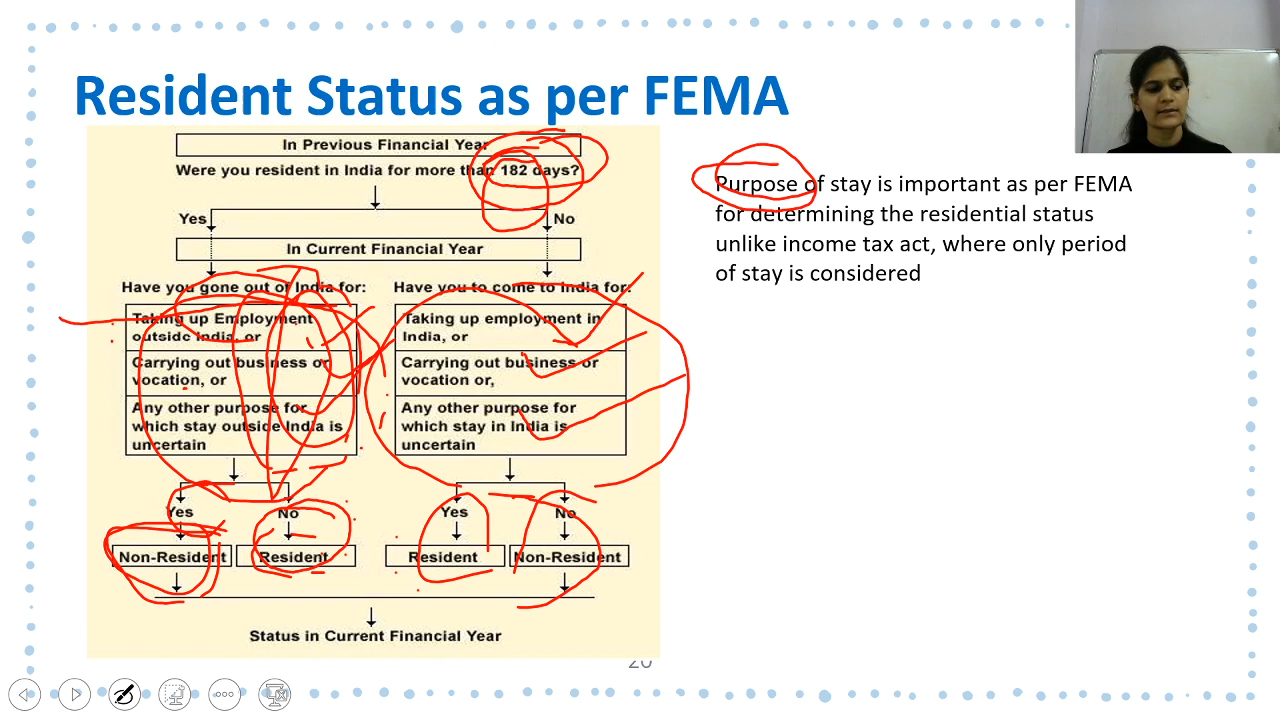 Resident Status as per FEMA
In Previous Financial Year
Were you resident in India for more than 182 days?
Yes
No
In Current Financial Year
Have you gone out of India for:
Taking up Employment
outside India, or
Carrying out business or
vocation, or
Any other purpose for
which stay outside India is
uncertain
Yes
No
Non-Resident
Resident
Have you to come to India for:
Taking up employment in
India, or
Carrying out business or
vocation or,
Any other purpose for
which stay in India is
uncertain
Yes
No
Resident
Non-Resident
Status in Current Financial Year
Purpose of stay is important as per FEMA
for determining the residential status
unlike income tax act, where only period
of stay is considered